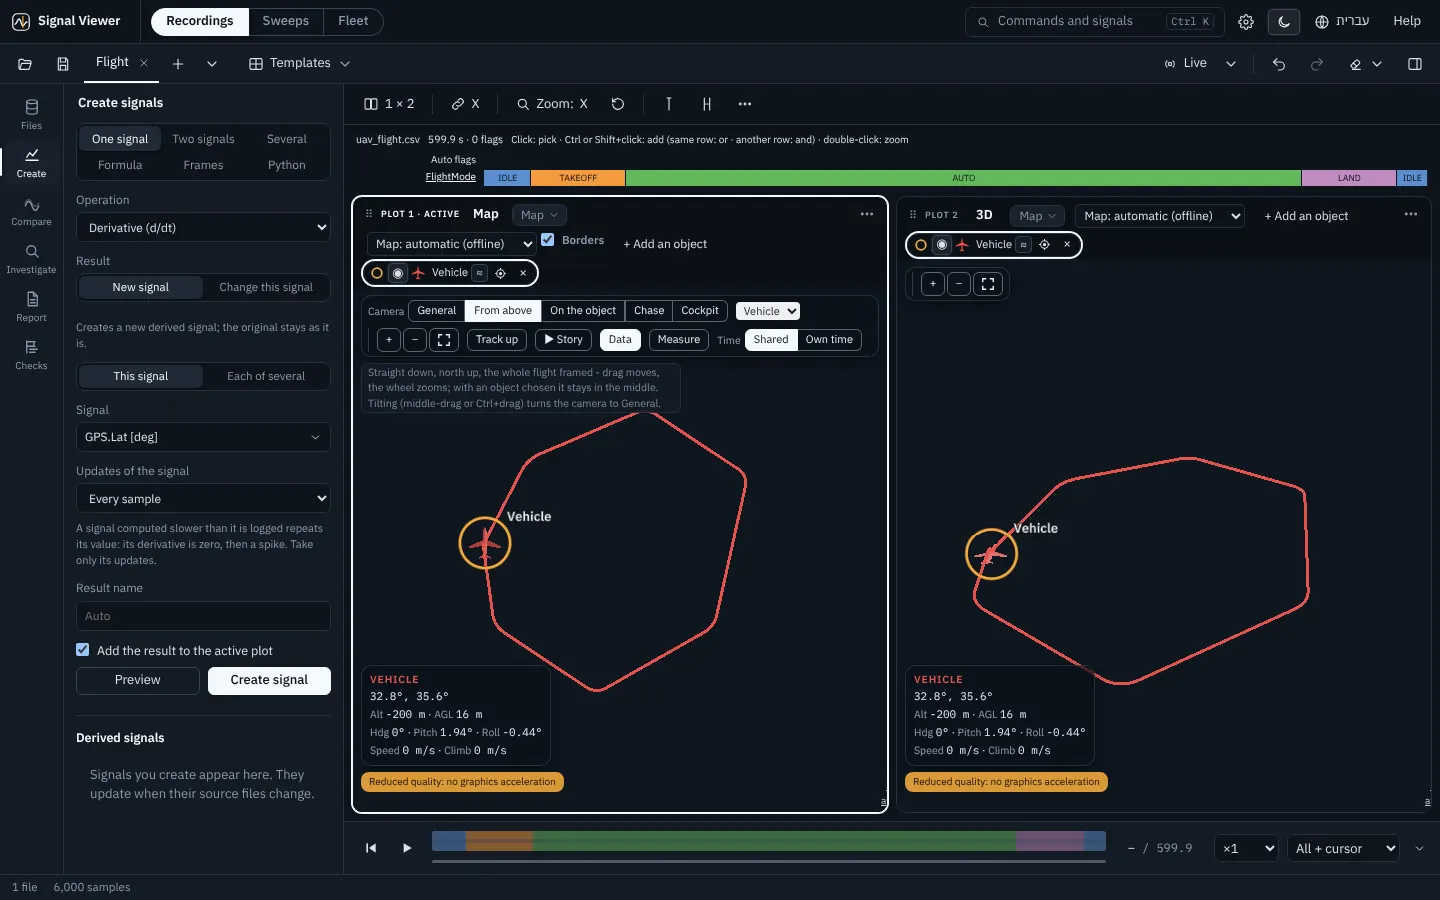 Signal Viewer
Recordings Sweeps Fleet
Commands and signals Ctrl K
עברית Help
Flight × + Templates
Live
Files
Create
Compare
Investigate
Report
Checks
Create signals
One signal Two signals Several
Formula Frames Python
Operation
Derivative (d/dt)
Result
New signal Change this signal
Creates a new derived signal; the original stays as it
is.
This signal Each of several
Signal
GPS.Lat [deg]
Updates of the signal
Every sample
A signal computed slower than it is logged repeats
its value: its derivative is zero, then a spike. Take
only its updates.
Result name
Auto
Add the result to the active plot
Preview Create signal
Derived signals
Signals you create appear here. They
update when their source files change.
1 × 2 X Zoom: X
uav_flight.csv 599.9 s · 0 flags Click: pick · Ctrl or Shift+click: add (same row: or · another row: and) · double-click: zoom
Auto flags
FlightMode IDLE TAKEOFF AUTO LAND IDLE
PLOT 1 · ACTIVE Map Map
Map: automatic (offline) Borders + Add an object
Vehicle ≈ ×
Camera General From above On the object Chase Cockpit Vehicle
+ − Track up ▶ Story Data Measure Time Shared Own time
Straight down, north up, the whole flight framed - drag moves,
the wheel zooms; with an object chosen it stays in the middle.
Tilting (middle-drag or Ctrl+drag) turns the camera to General.
Vehicle
VEHICLE
32.8°, 35.6°
Alt -200 m · AGL 16 m
Hdg 0° · Pitch 1.94° · Roll -0.44°
Speed 0 m/s · Climb 0 m/s
Reduced quality: no graphics acceleration
PLOT 2 3D Map Map: automatic (offline) + Add an object
Vehicle ≈ ×
+ −
Vehicle
VEHICLE
32.8°, 35.6°
Alt -200 m · AGL 16 m
Hdg 0° · Pitch 1.94° · Roll -0.44°
Speed 0 m/s · Climb 0 m/s
Reduced quality: no graphics acceleration
– / 599.9 ×1 All + cursor
1 file 6,000 samples